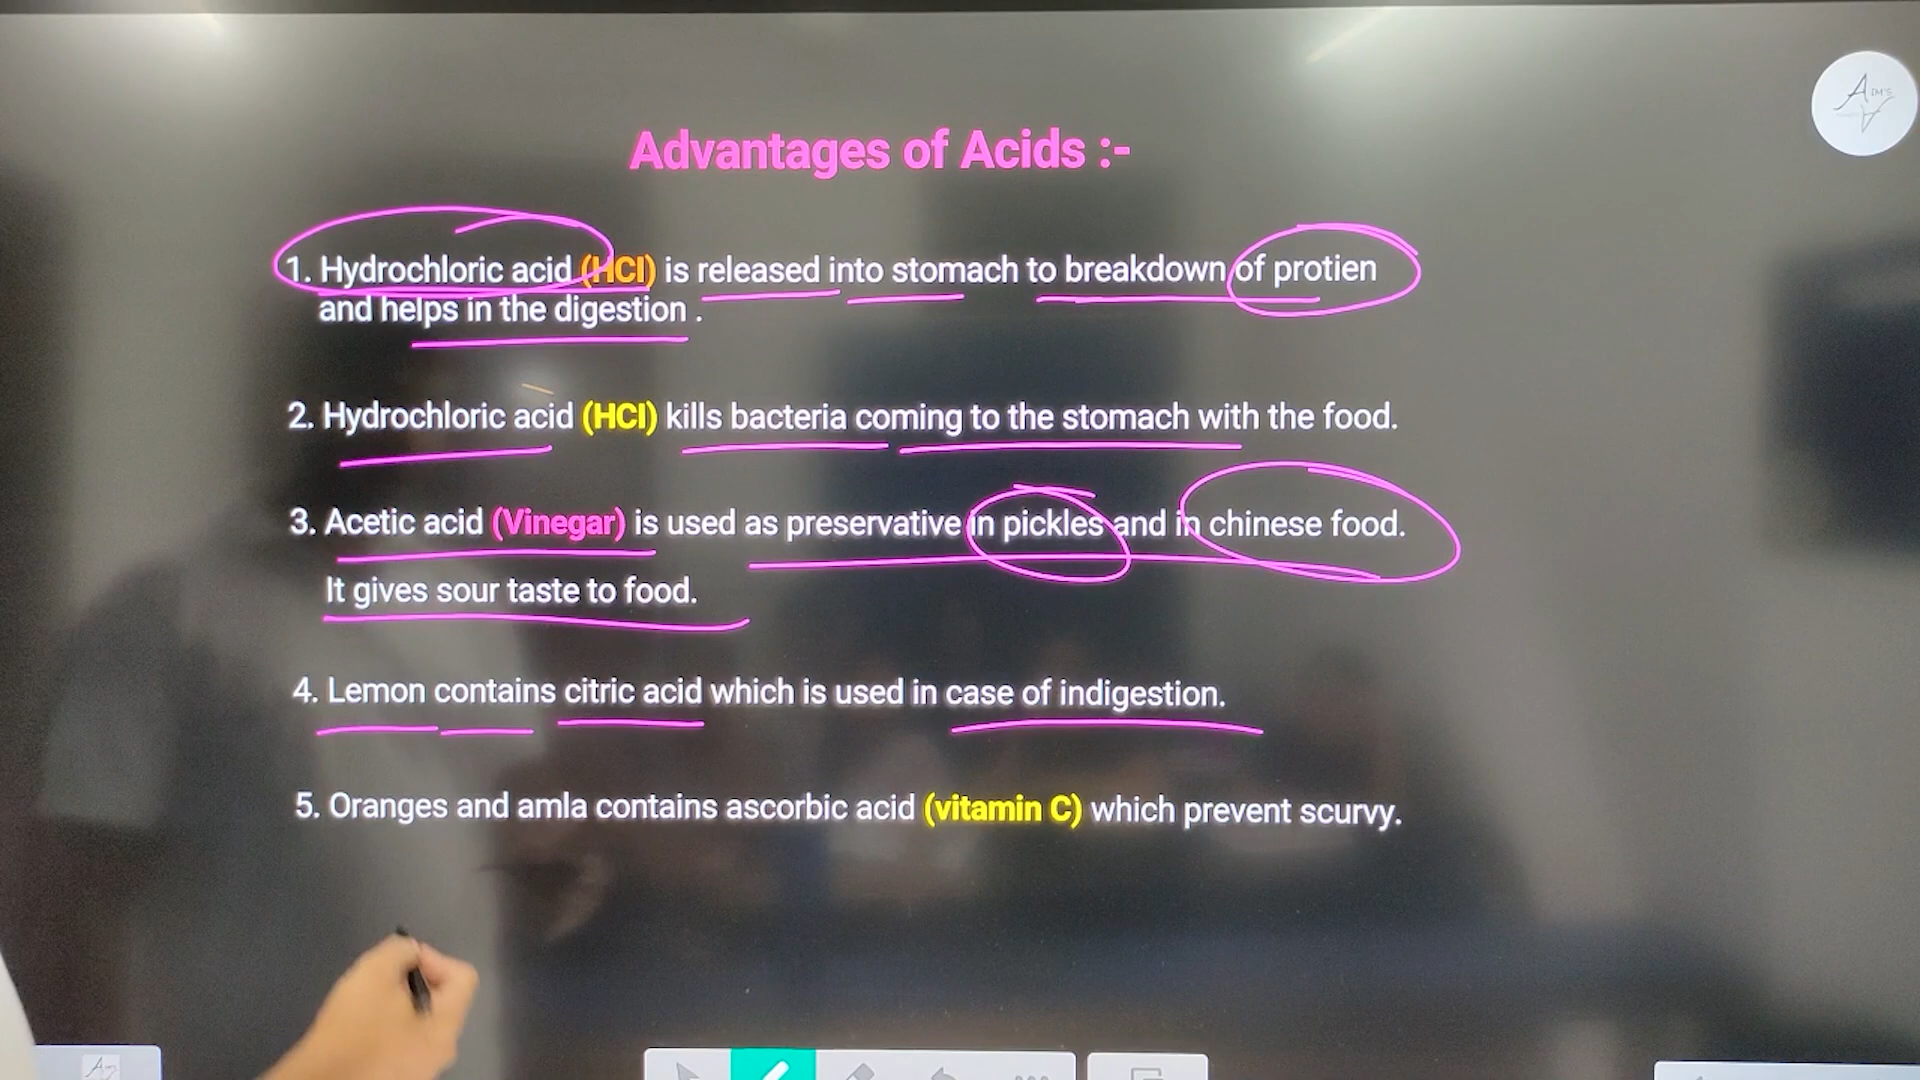 Advantages of Acids :-
1. Hydrochloric acid (HCl) is released into stomach to breakdown of protien
and helps in the digestion .
2. Hydrochloric acid (HCl) kills bacteria coming to the stomach with the food.
3. Acetic acid (Vinegar) is used as preservative in pickles and in chinese food.
It gives sour taste to food.
4. Lemon contains citric acid which is used in case of indigestion.
5. Oranges and amla contains ascorbic acid (vitamin C) which prevent scurvy.